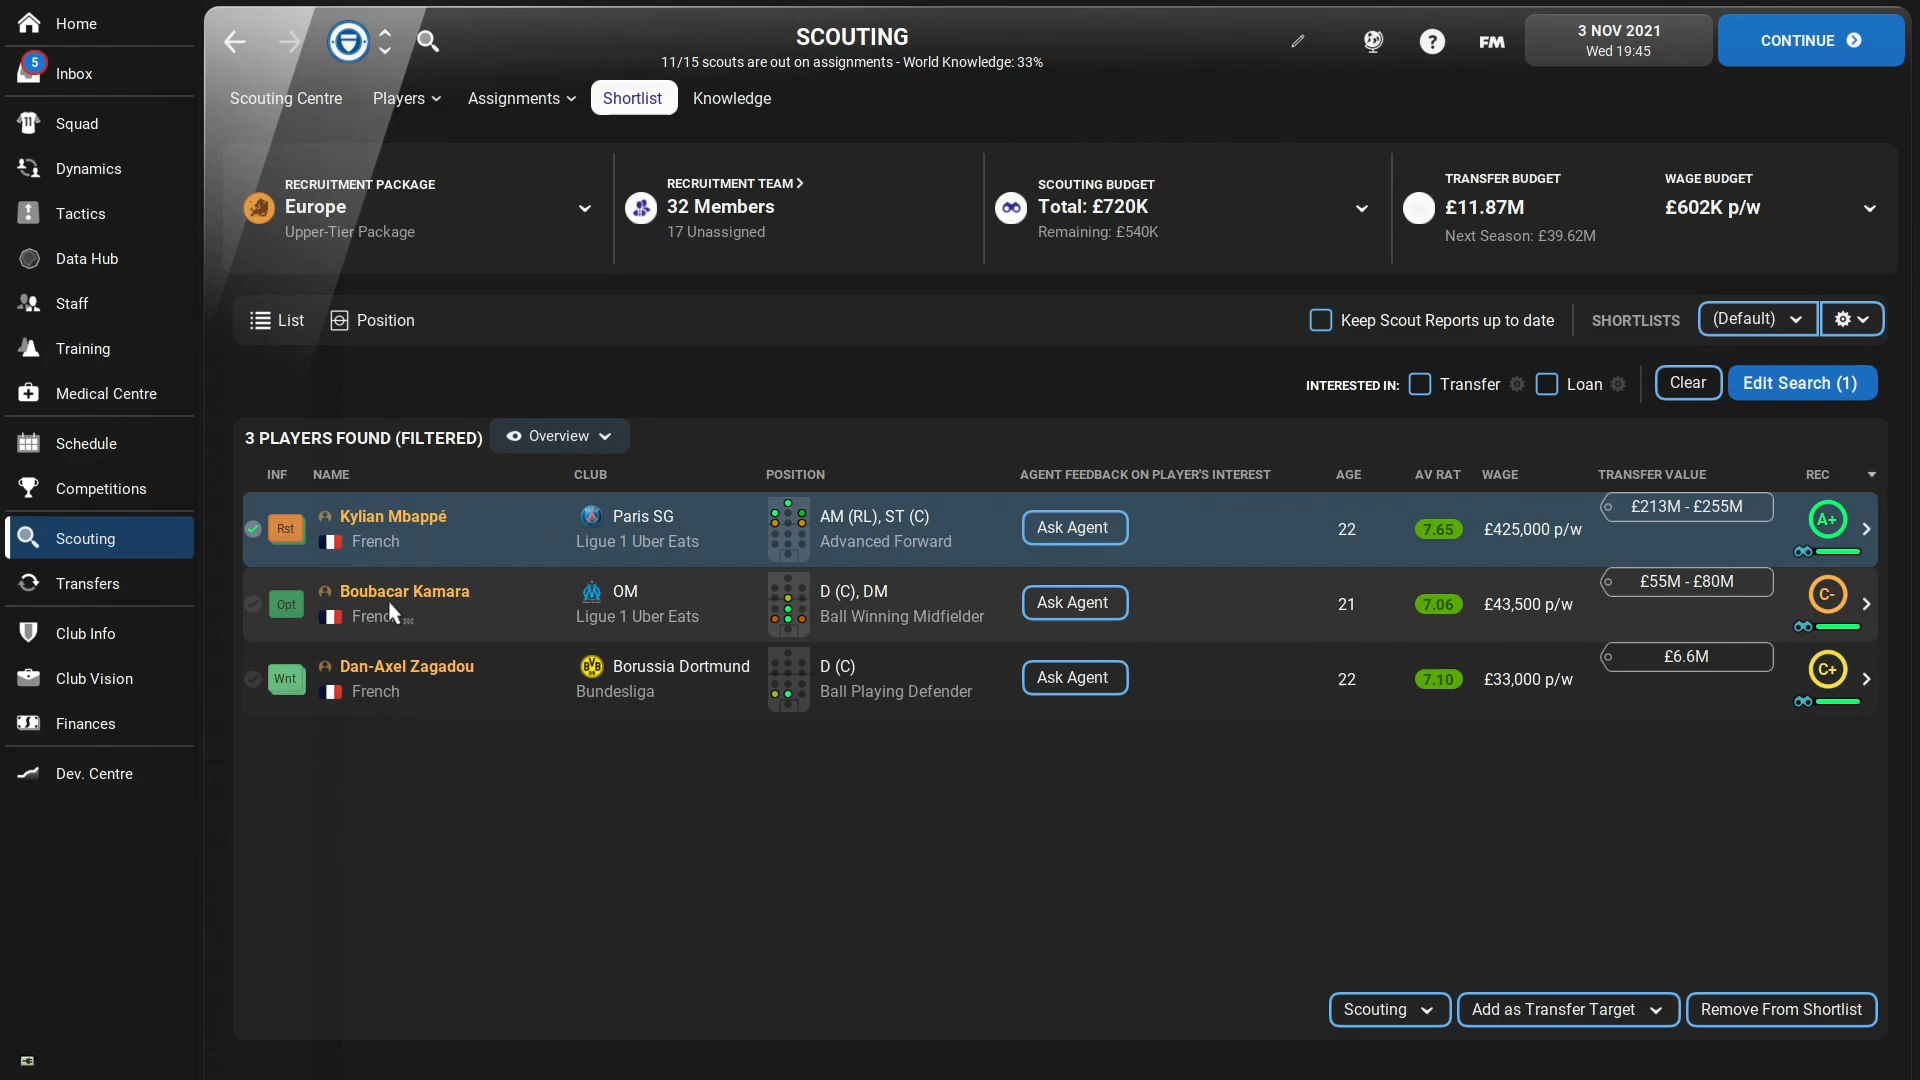 Home
5
Inbox
Squad
Dynamics
Tactics
Data Hub
Staff
Training
Medical Centre
Schedule
Competitions
Scouting
Transfers
Club Info
Club Vision
Finances
Dev. Centre
SCOUTING
11/15 scouts are out on assignments - World Knowledge: 33%
FM
3 NOV 2021
Wed 19:45
CONTINUE
Scouting Centre Players Assignments Shortlist Knowledge
RECRUITMENT PACKAGE
Europe
Upper-Tier Package
RECRUITMENT TEAM
32 Members
17 Unassigned
SCOUTING BUDGET
Total: £720K
Remaining: £540K
TRANSFER BUDGET
£11.87M
Next Season: £39.62M
WAGE BUDGET
£602K p/w
List Position Keep Scout Reports up to date SHORTLISTS (Default)
INTERESTED IN: Transfer Loan Clear Edit Search (1)
3 PLAYERS FOUND (FILTERED) Overview
INF NAME CLUB POSITION AGENT FEEDBACK ON PLAYER'S INTEREST AGE AV RAT WAGE TRANSFER VALUE REC
Rst Kylian Mbappé Paris SG AM (RL), ST (C) Ask Agent 22 7.65 £425,000 p/w £213M - £255M A+
French Ligue 1 Uber Eats Advanced Forward
Opt Boubacar Kamara OM D (C), DM Ask Agent 21 7.06 £43,500 p/w £55M - £80M C-
French Ligue 1 Uber Eats Ball Winning Midfielder
Wnt Dan-Axel Zagadou BVB Borussia Dortmund D (C) Ask Agent 22 7.10 £33,000 p/w £6.6M C+
French Bundesliga Ball Playing Defender
Scouting Add as Transfer Target Remove From Shortlist